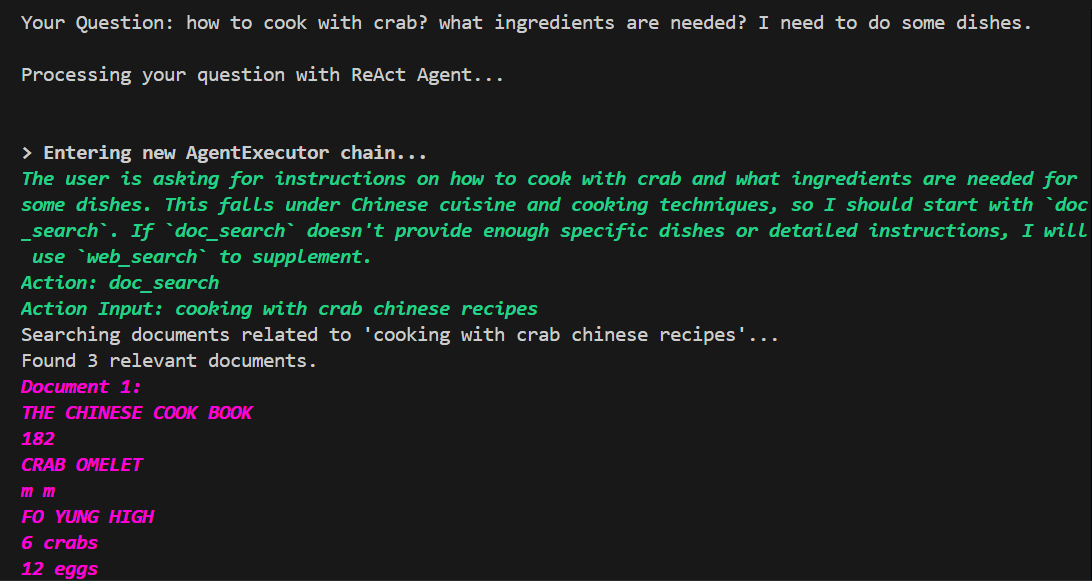 Your Question: how to cook with crab? what ingredients are needed? I need to do some dishes.
Processing your question with ReAct Agent...
> Entering new AgentExecutor chain...
The user is asking for instructions on how to cook with crab and what ingredients are needed for
some dishes. This falls under Chinese cuisine and cooking techniques, so I should start with `doc
_search`. If `doc_search` doesn't provide enough specific dishes or detailed instructions, I will
use `web_search` to supplement.
Action: doc_search
Action Input: cooking with crab chinese recipes
Searching documents related to 'cooking with crab chinese recipes'...
Found 3 relevant documents.
Document 1:
THE CHINESE COOK BOOK
182
CRAB OMELET
m m
FO YUNG HIGH
6 crabs
12 eggs